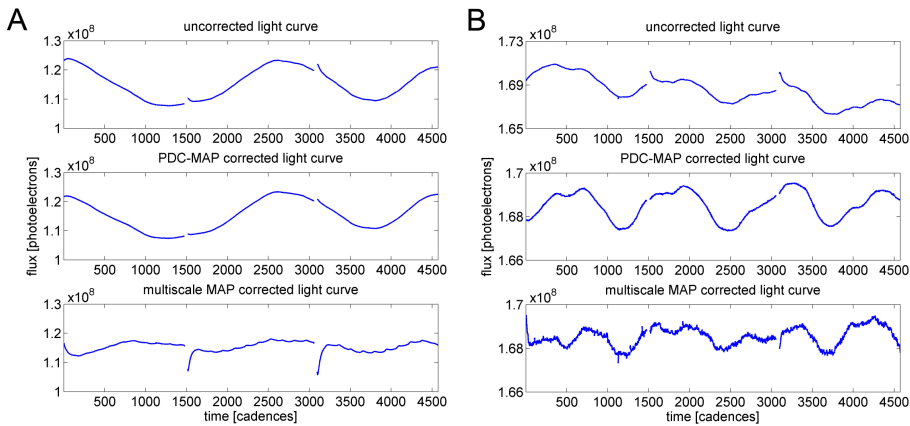 A
uncorrected light curve
x10^8
1.3
1.2
1.1
1
500 1000 1500 2000 2500 3000 3500 4000 4500
PDC-MAP corrected light curve
x10^8
1.3
1.2
1.1
1
500 1000 1500 2000 2500 3000 3500 4000 4500
flux [photoelectrons]
multiscale MAP corrected light curve
x10^8
1.3
1.2
1.1
1
500 1000 1500 2000 2500 3000 3500 4000 4500
time [cadences]
B
uncorrected light curve
x10^8
1.73
1.69
1.65
500 1000 1500 2000 2500 3000 3500 4000 4500
PDC-MAP corrected light curve
x10^8
1.7
1.68
1.66
500 1000 1500 2000 2500 3000 3500 4000 4500
flux [photoelectrons]
multiscale MAP corrected light curve
x10^8
1.7
1.68
1.66
500 1000 1500 2000 2500 3000 3500 4000 4500
time [cadences]